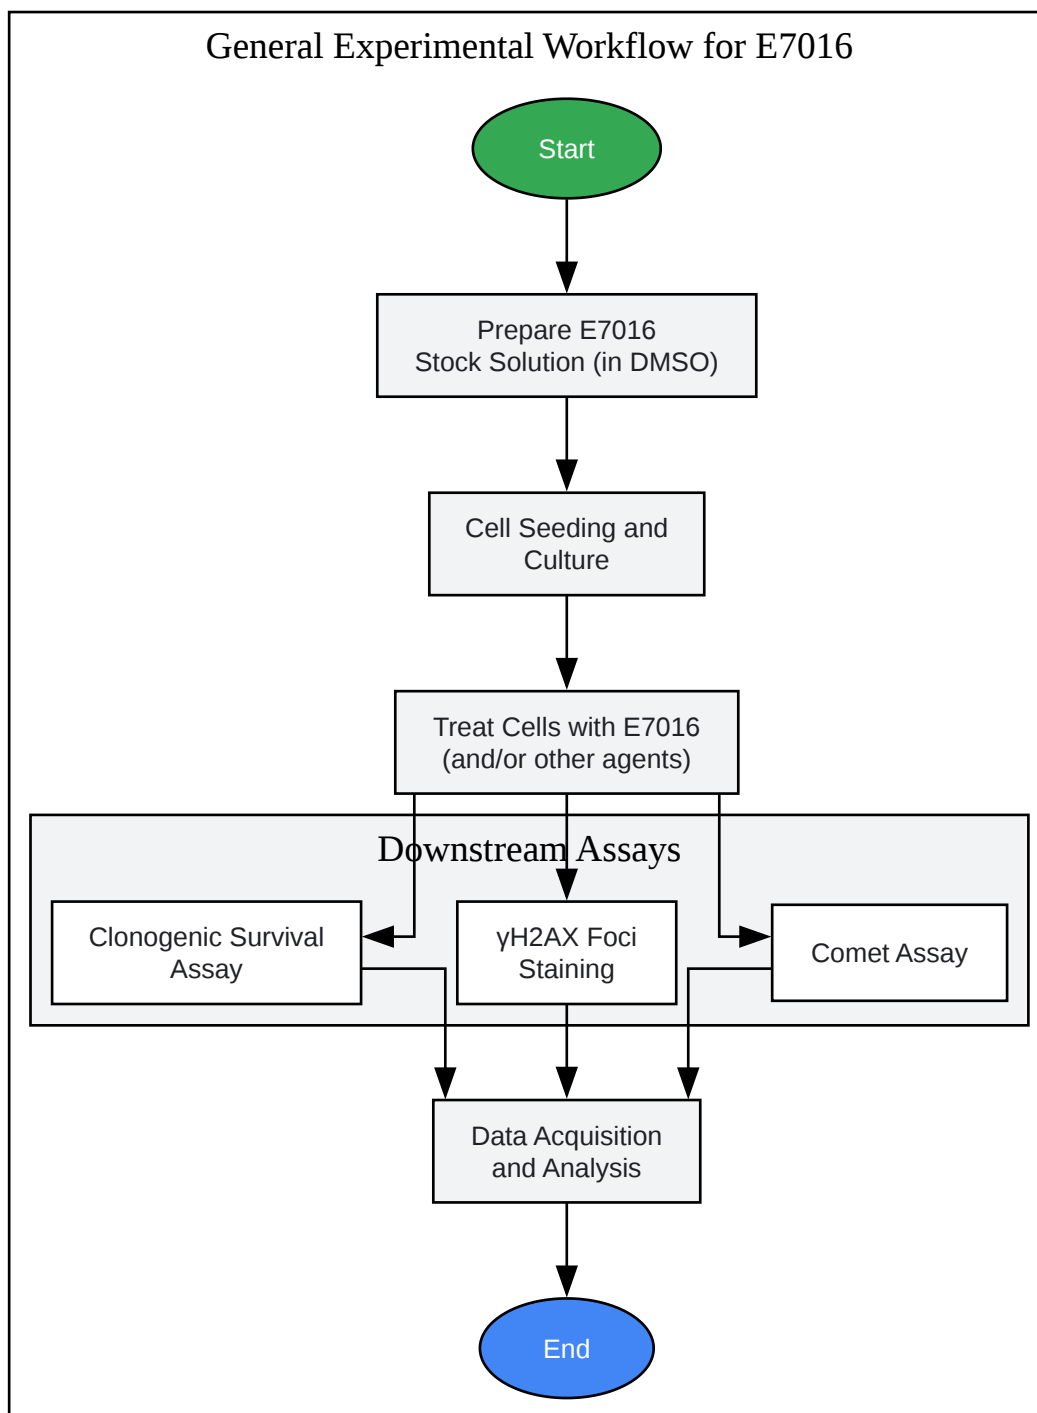 General Experimental Workflow for E7016
Start
Prepare E7016
Stock Solution (in DMSO)
Cell Seeding and
Culture
Treat Cells with E7016
(and/or other agents)
Downstream Assays
Clonogenic Survival
Assay
γH2AX Foci
Staining
Comet Assay
Data Acquisition
and Analysis
End